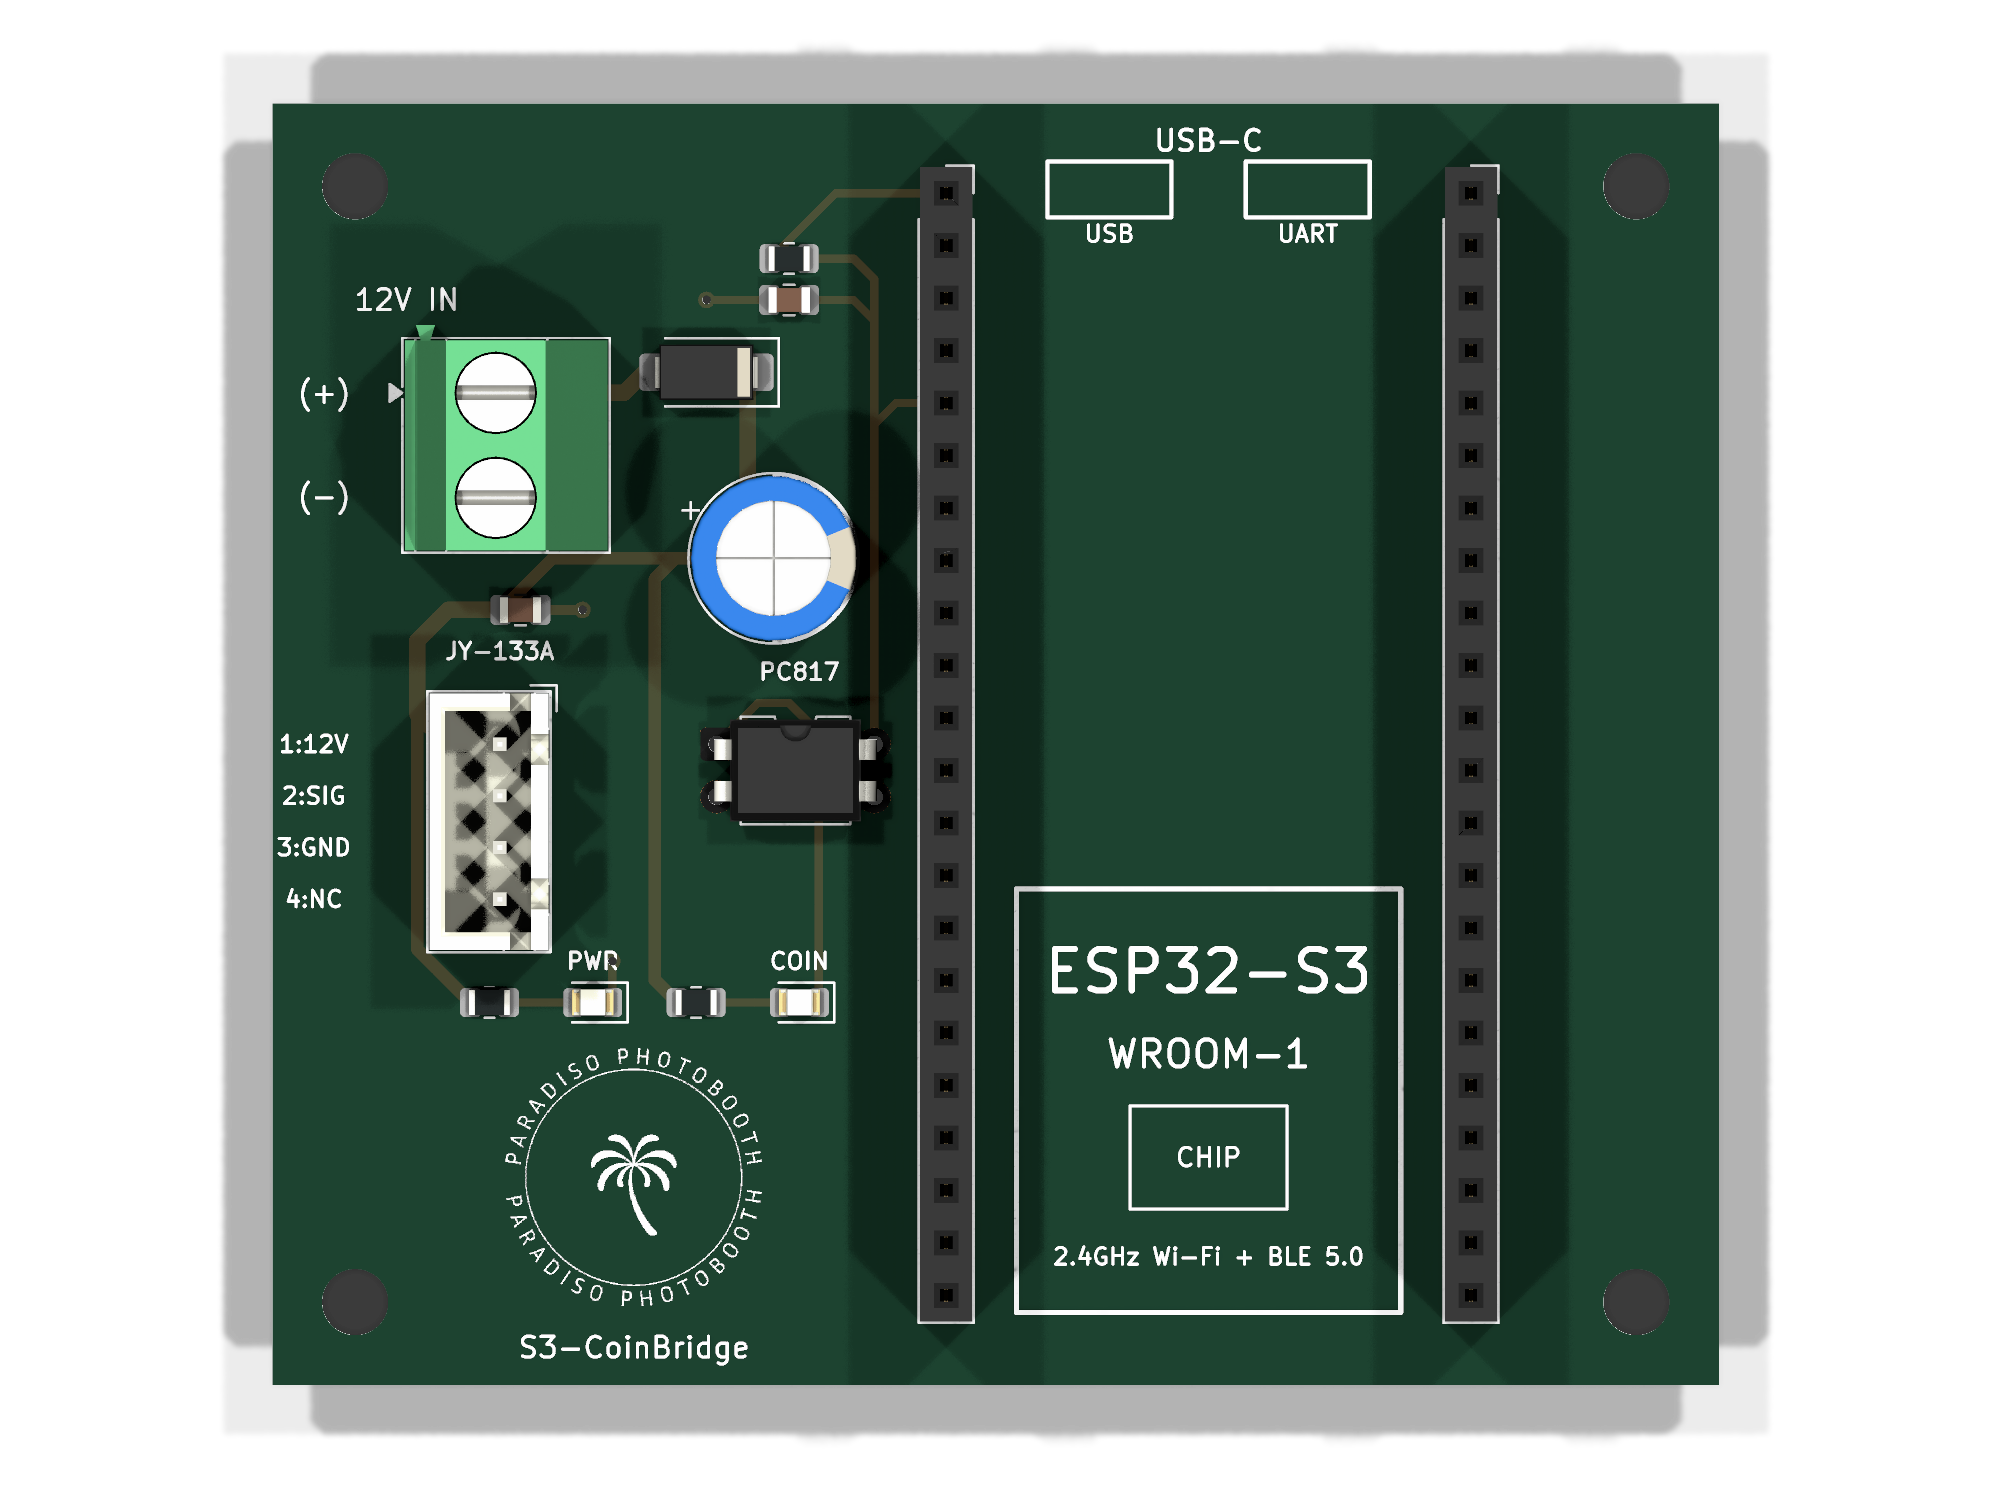 USB-C
USB
UART
12V IN
(+)
(-)
+
JY-133A
PC817
1:12V
2:SIG
3:GND
4:NC
PWR
COIN
ESP32-S3
WROOM-1
CHIP
2.4GHz Wi-Fi + BLE 5.0
PARADISO PHOTOBOOTH
PARADISO PHOTOBOOTH
S3-CoinBridge